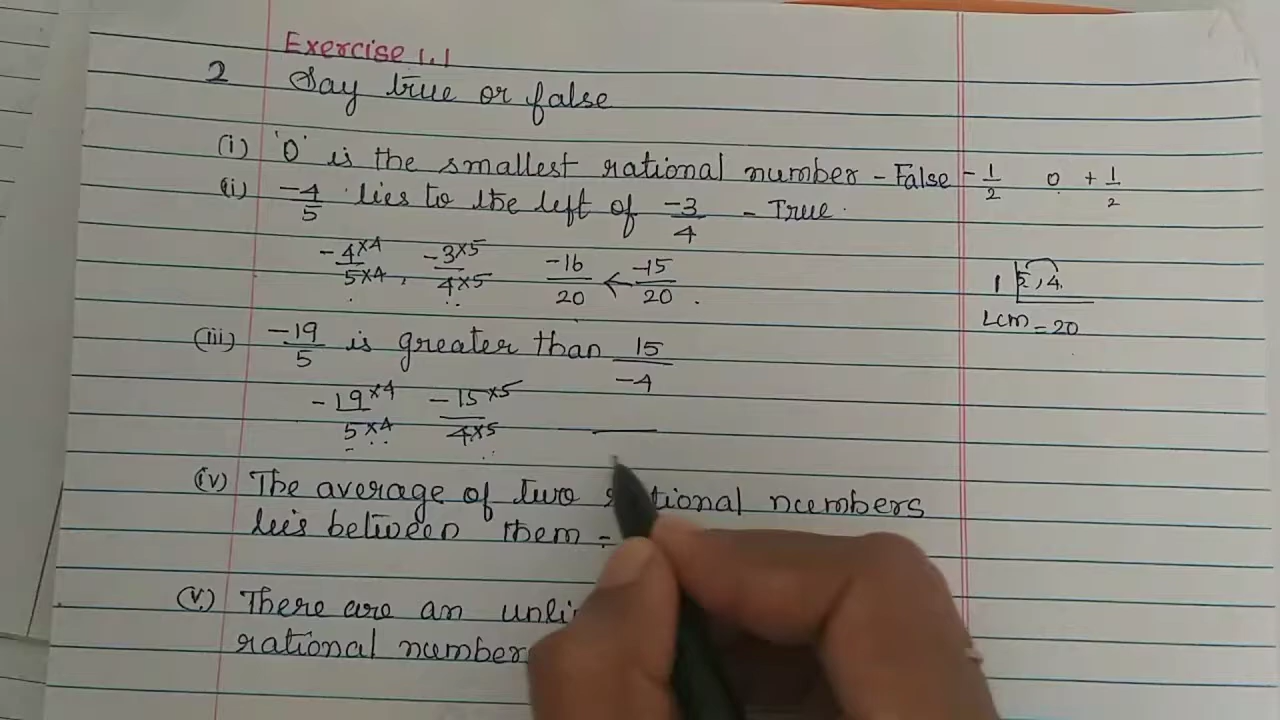 Exercise 1.1
2 Say true or false
(i) '0' is the smallest rational number - False -1/2 0 +1/2
(i) -4/5 lies to the left of -3/4 - True.
-4×4/5×4, -3×5/4×5 -16/20 < -15/20.
1 | 5, 4
LCM = 20
(iii) -19/5 is greater than 15/-4
-19×4/5×4 -15×5/4×5
(iv) The average of two rational numbers
lies between them =
(v) There are an
rational number